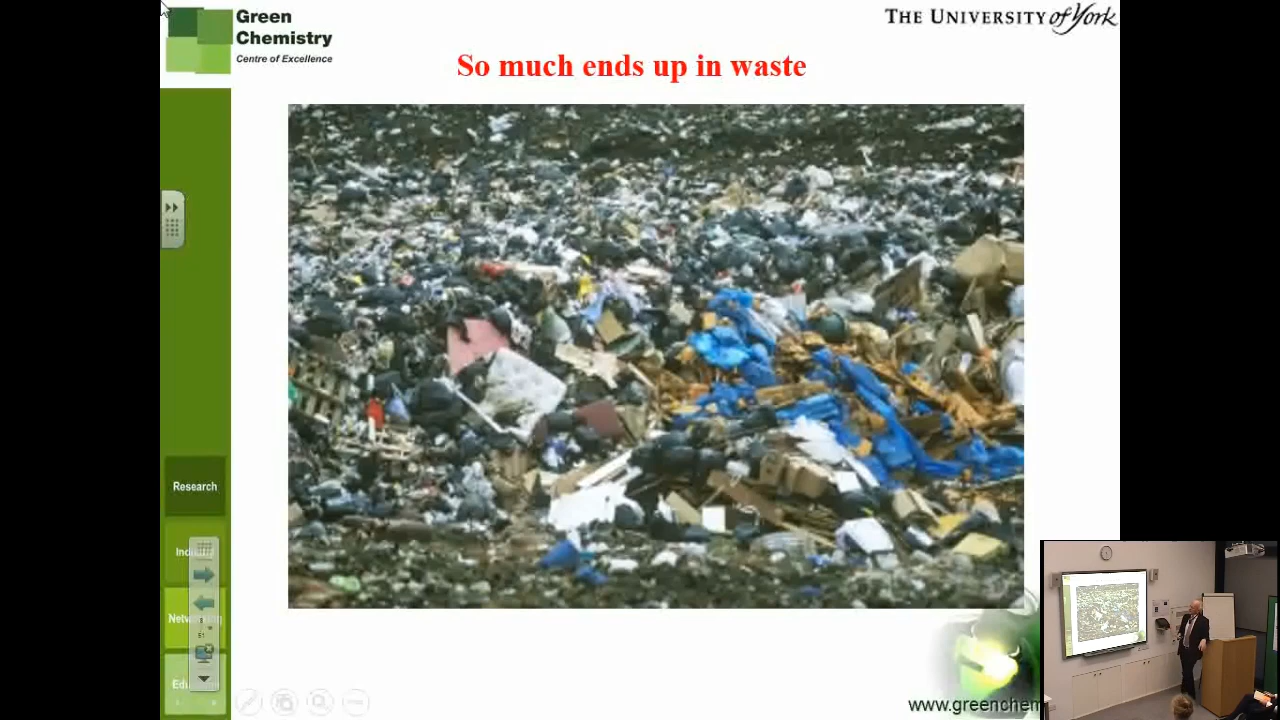 Green
Chemistry
Centre of Excellence
THE UNIVERSITY of York
So much ends up in waste
Research
www.greenchem